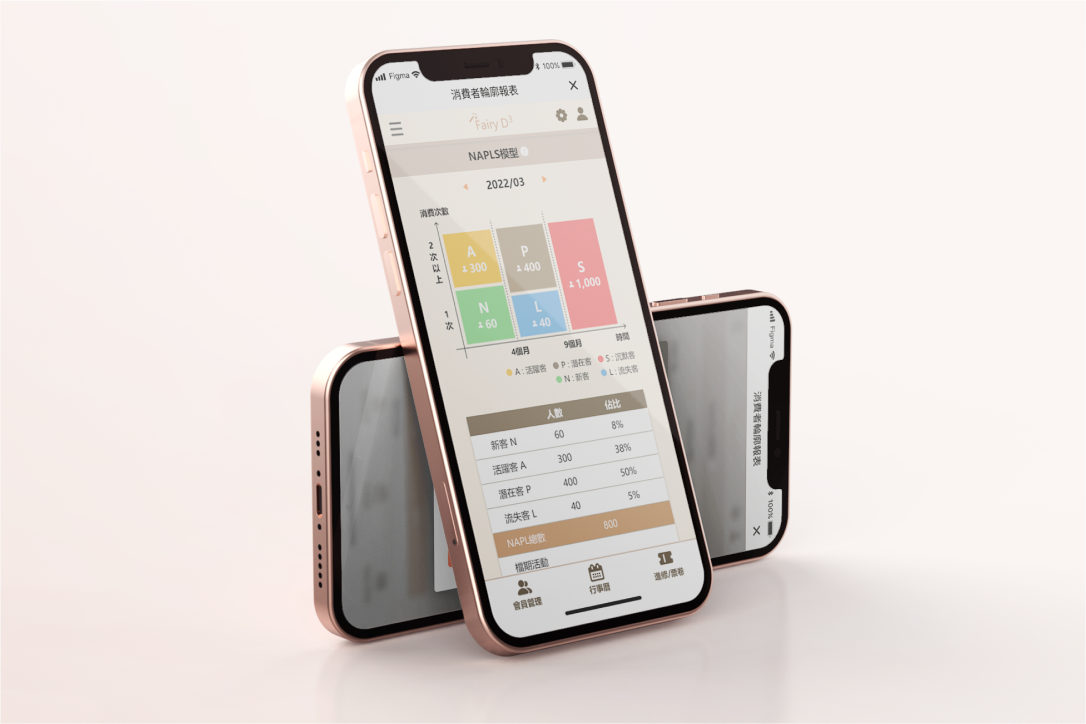 Figma 100%
消費者輪廓報表
Fairy D3
NAPLS模型
2022/03
消費次數
2次以上
1次
A
300
P
400
S
1,000
N
60
L
40
4個月
9個月
時間
A : 活躍客
P : 潛在客
S : 沉默客
N : 新客
L : 流失客
人數 佔比
新客 N 60 8%
活躍客 A 300 38%
潛在客 P 400 50%
流失客 L 40 5%
NAPL總數 800
檔期活動
會員管理
行事曆
進修/票卷
Figma 100%
消費者輪廓報表